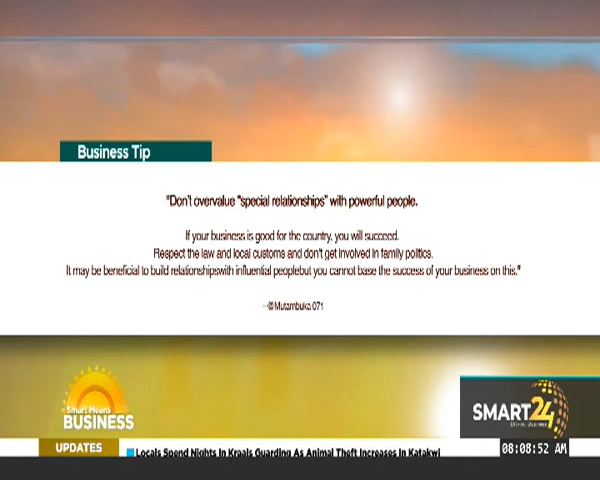 Business Tip
"Don't overvalue "special relationships" with powerful people.
If your business is good for the country, you will succeed.
Respect the law and local customs and don't get involved in family politics.
It may be beneficial to build relationshipswith influential peoplebut you cannot base the success of your business on this."
--@Mutambuka 071
Smart Means
BUSINESS
SMART24
UPDATES
Locals Spend Nights In Kraals Guarding As Animal Theft Increases In Katakwi
08:08:52 AM